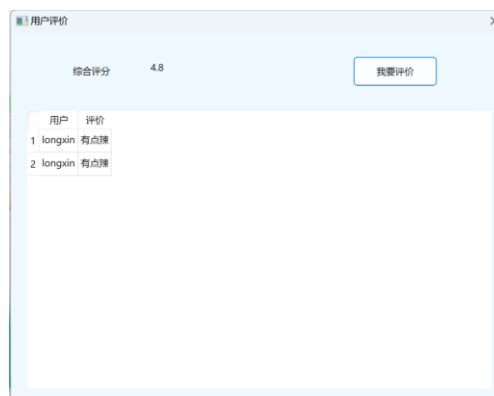 用户评价
综合评分 4.8 我要评价
用户 评价
1 longxin 有点辣
2 longxin 有点辣